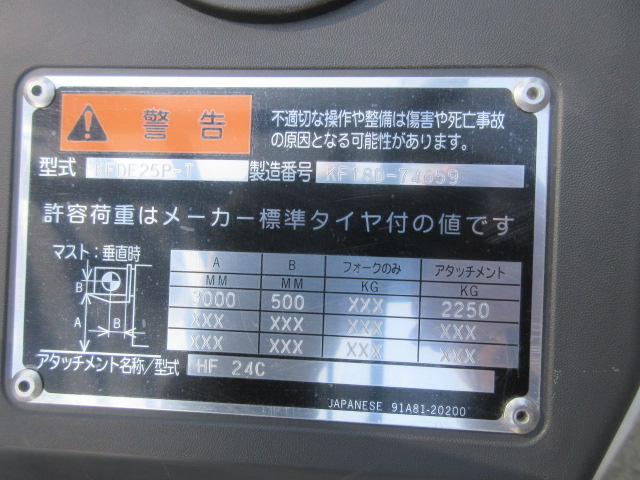 警告
不適切な操作や整備は傷害や死亡事故
の原因となる可能性があります。
型式 KFDE25P-T 製造番号 KF18D-74659
許容荷重はメーカー標準タイヤ付の値です
マスト:垂直時
A B フォークのみ アタッチメント
MM MM KG KG
3000 500 XXX 2250
XXX XXX XXX XXX
XXX XXX XXX XXX
B
A B
アタッチメント名称/型式 HF 24C
JAPANESE 91A81-20200